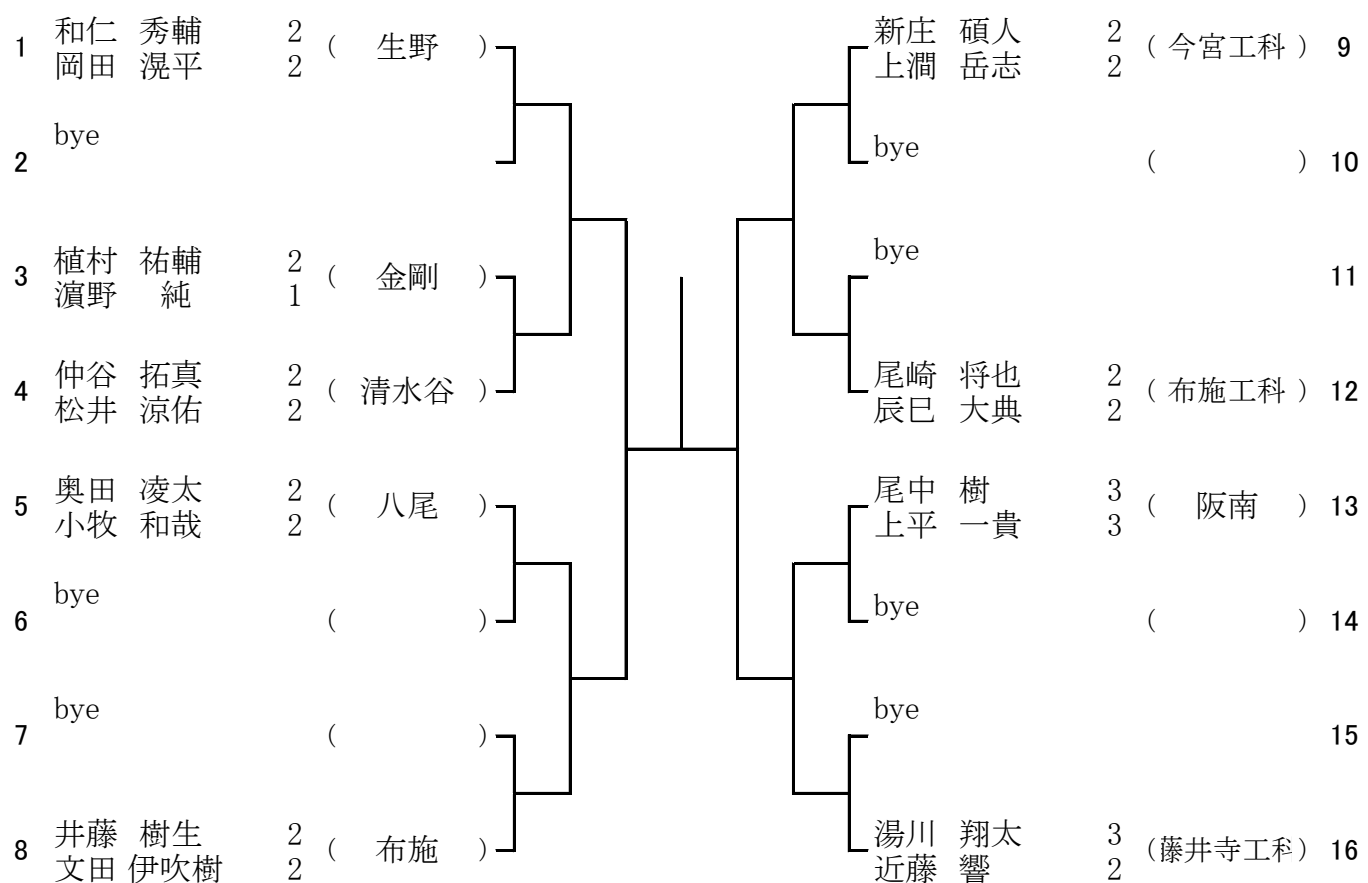 1 和仁 秀輔 2 ( 生野 )
岡田 滉平 2
2 bye
3 植村 祐輔 2 ( 金剛 )
濵野 純 1
4 仲谷 拓真 2 ( 清水谷 )
松井 涼佑 2
5 奥田 凌太 2 ( 八尾 )
小牧 和哉 2
6 bye ( )
7 bye ( )
8 井藤 樹生 2 ( 布施 )
文田 伊吹樹 2
新庄 碩人 2 ( 今宮工科 ) 9
上澗 岳志 2
bye ( ) 10
bye 11
尾崎 将也 2 ( 布施工科 ) 12
辰巳 大典 2
尾中 樹 3 ( 阪南 ) 13
上平 一貴 3
bye ( ) 14
bye 15
湯川 翔太 3 (藤井寺工科) 16
近藤 響 2